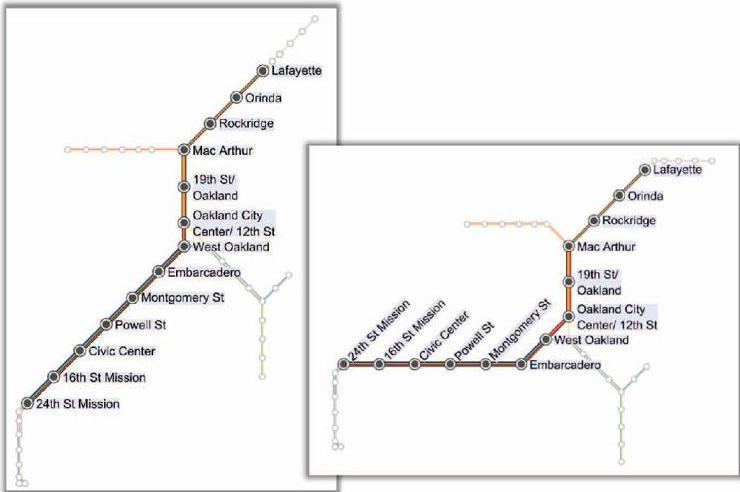 Lafayette
Orinda
Rockridge
Mac Arthur
19th St/
Oakland
Oakland City
Center/ 12th St
West Oakland
Embarcadero
Montgomery St
Powell St
Civic Center
16th St Mission
24th St Mission
Lafayette
Orinda
Rockridge
Mac Arthur
19th St/
Oakland
Oakland City
Center/ 12th St
West Oakland
Embarcadero
24th St Mission
16th St Mission
Civic Center
Powell St
Montgomery St